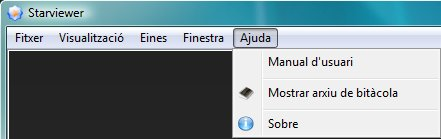 Starviewer
Fitxer Visualització Eines Finestra Ajuda
Manual d'usuari
Mostrar arxiu de bitàcola
Sobre